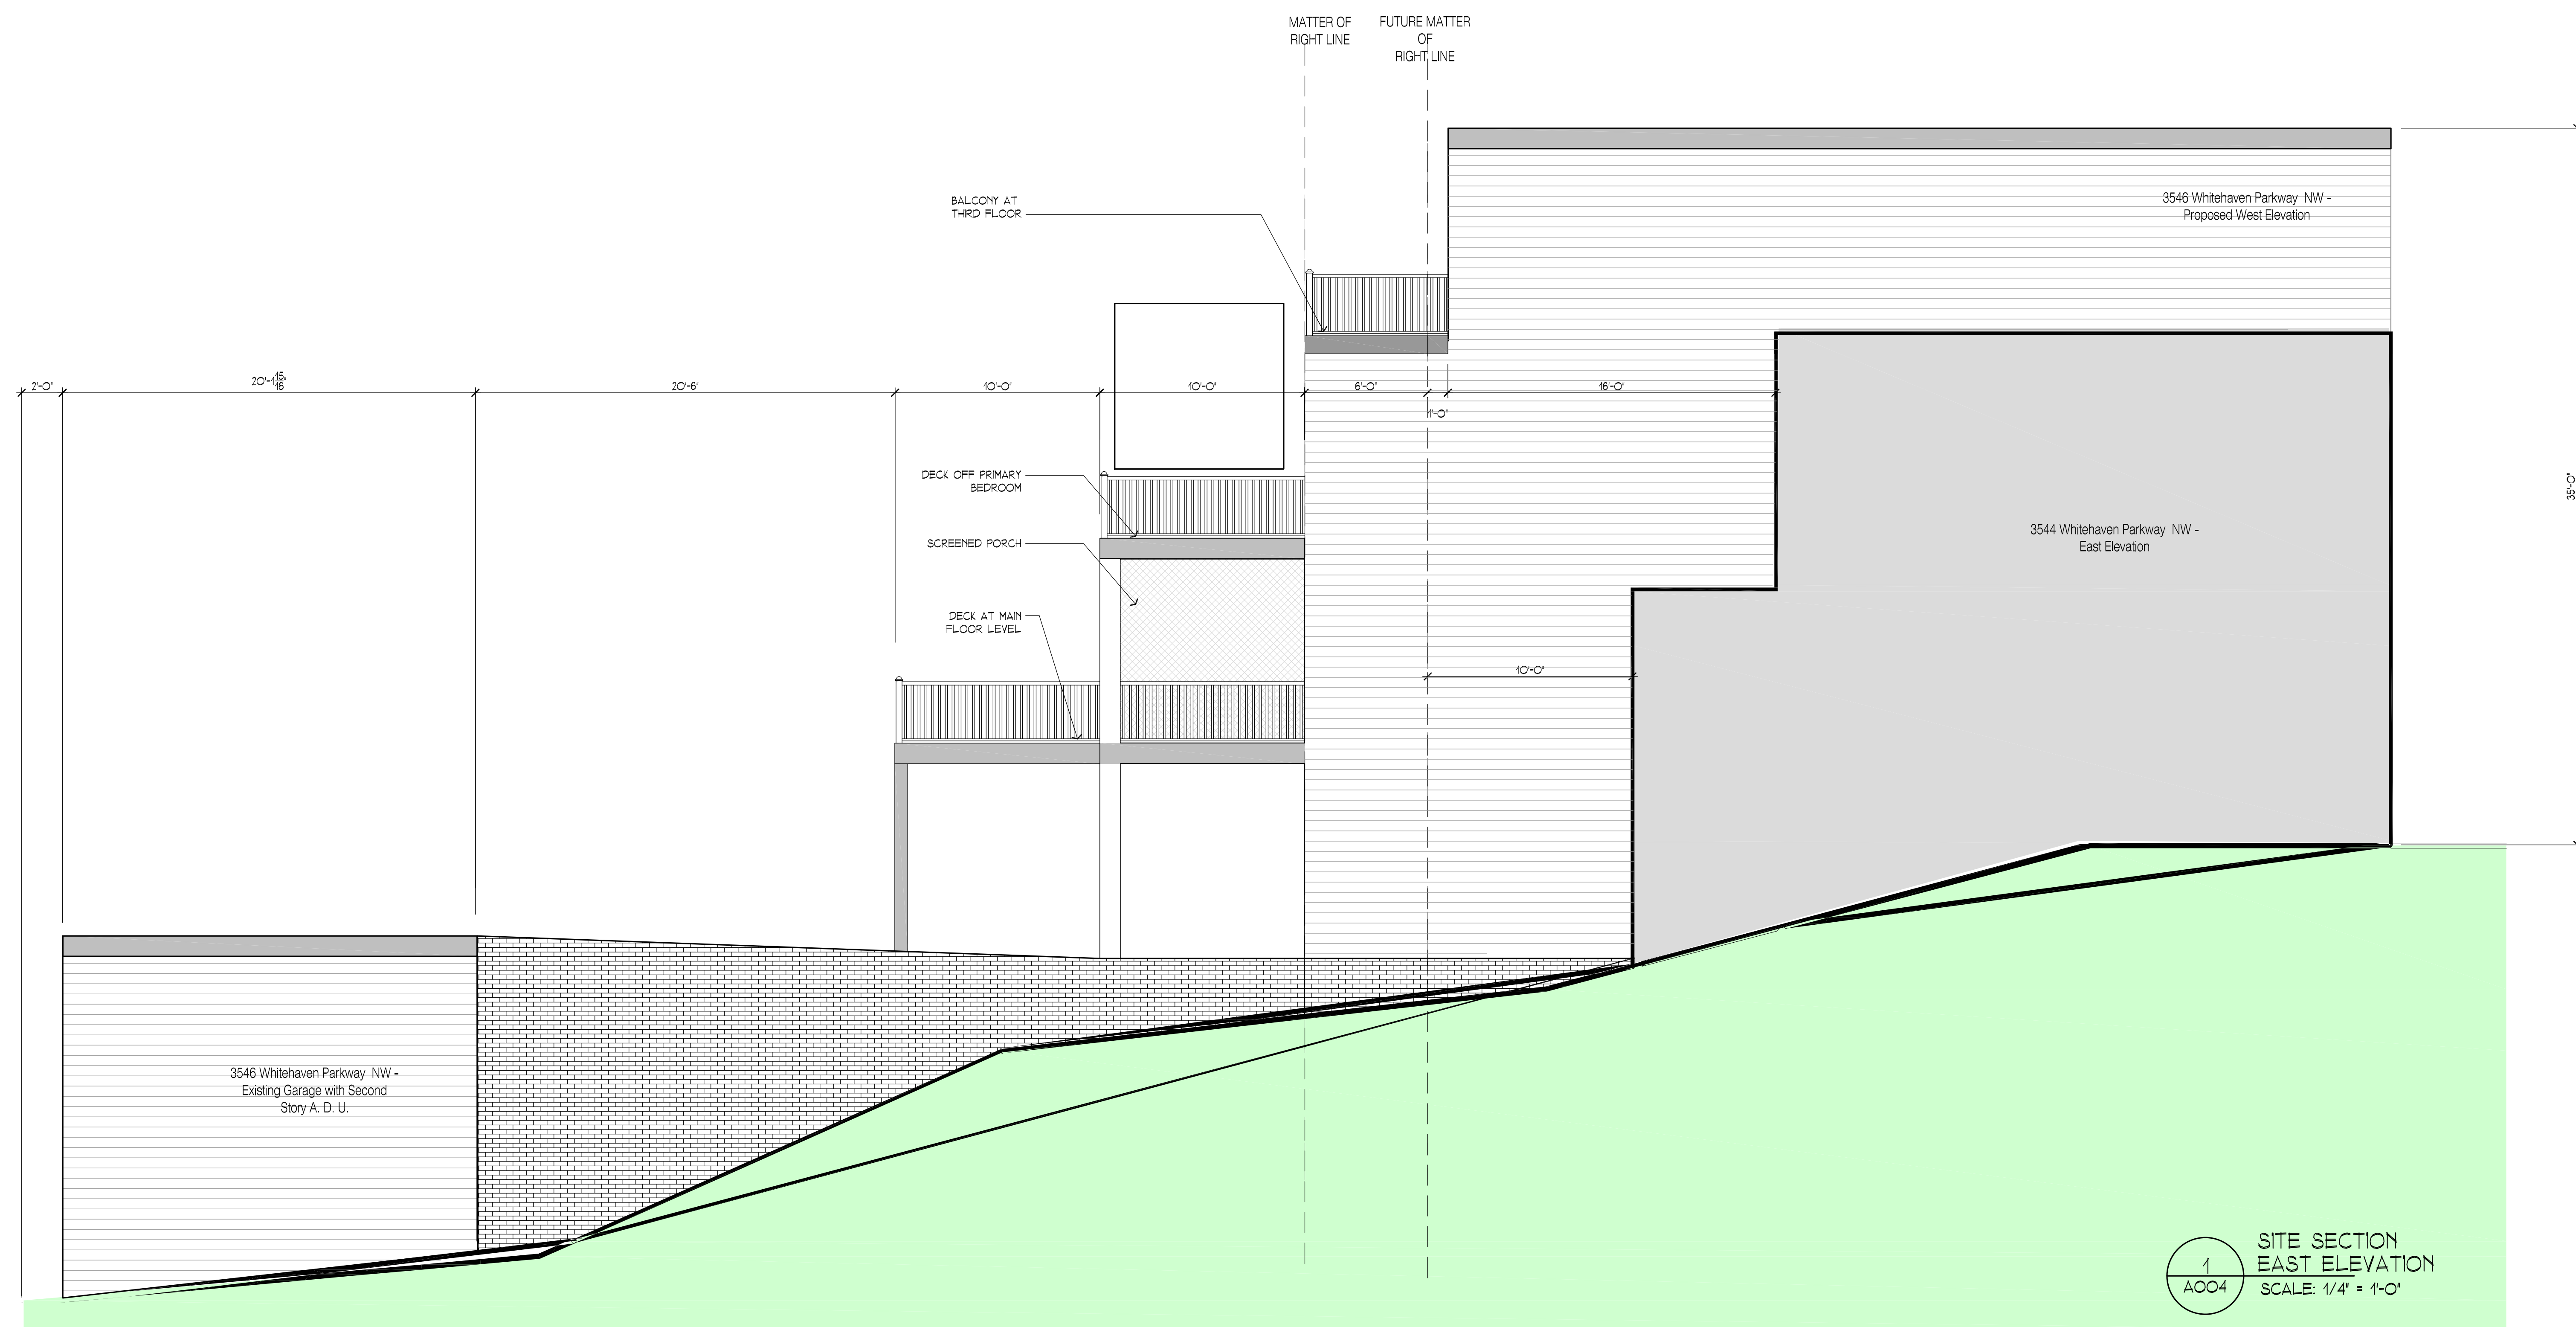 MATTER OF
RIGHT LINE
FUTURE MATTER
OF
RIGHT LINE
BALCONY AT
THIRD FLOOR
3546 Whitehaven Parkway NW -
Proposed West Elevation
2'-0"
20'-1 15/16"
20'-6"
10'-0"
10'-0"
6'-0"
1'-0"
16'-0"
35'-0"
DECK OFF PRIMARY
BEDROOM
SCREENED PORCH
3544 Whitehaven Parkway NW -
East Elevation
DECK AT MAIN
FLOOR LEVEL
10'-0"
3546 Whitehaven Parkway NW -
Existing Garage with Second
Story A. D. U.
1
A004
SITE SECTION
EAST ELEVATION
SCALE: 1/4" = 1'-0"